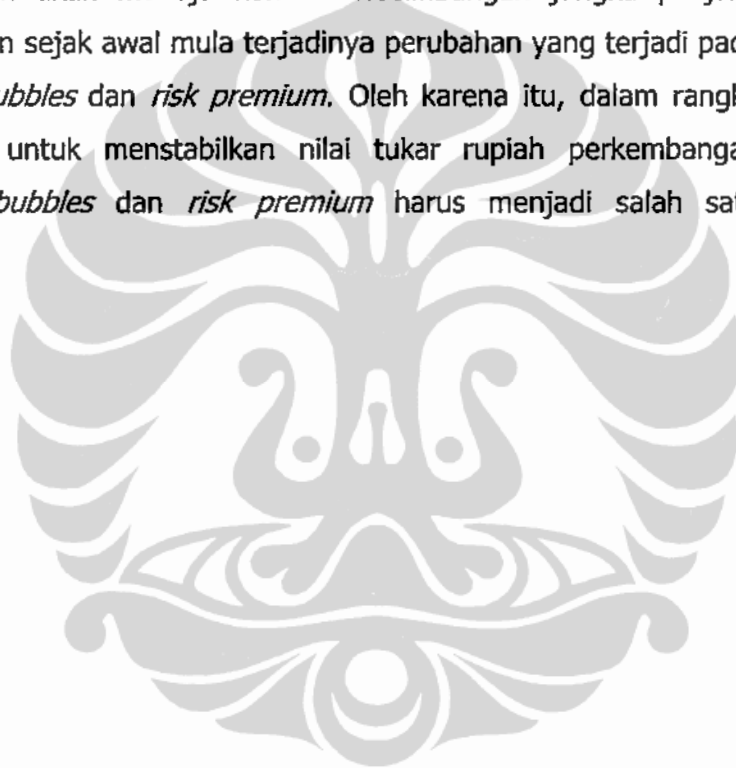 n sejak awal mula terjadinya perubahan yang terjadi pad
ubbles dan risk premium. Oleh karena itu, dalam rangk
untuk menstabilkan nilai tukar rupiah perkembanga
bubbles dan risk premium harus menjadi salah sat